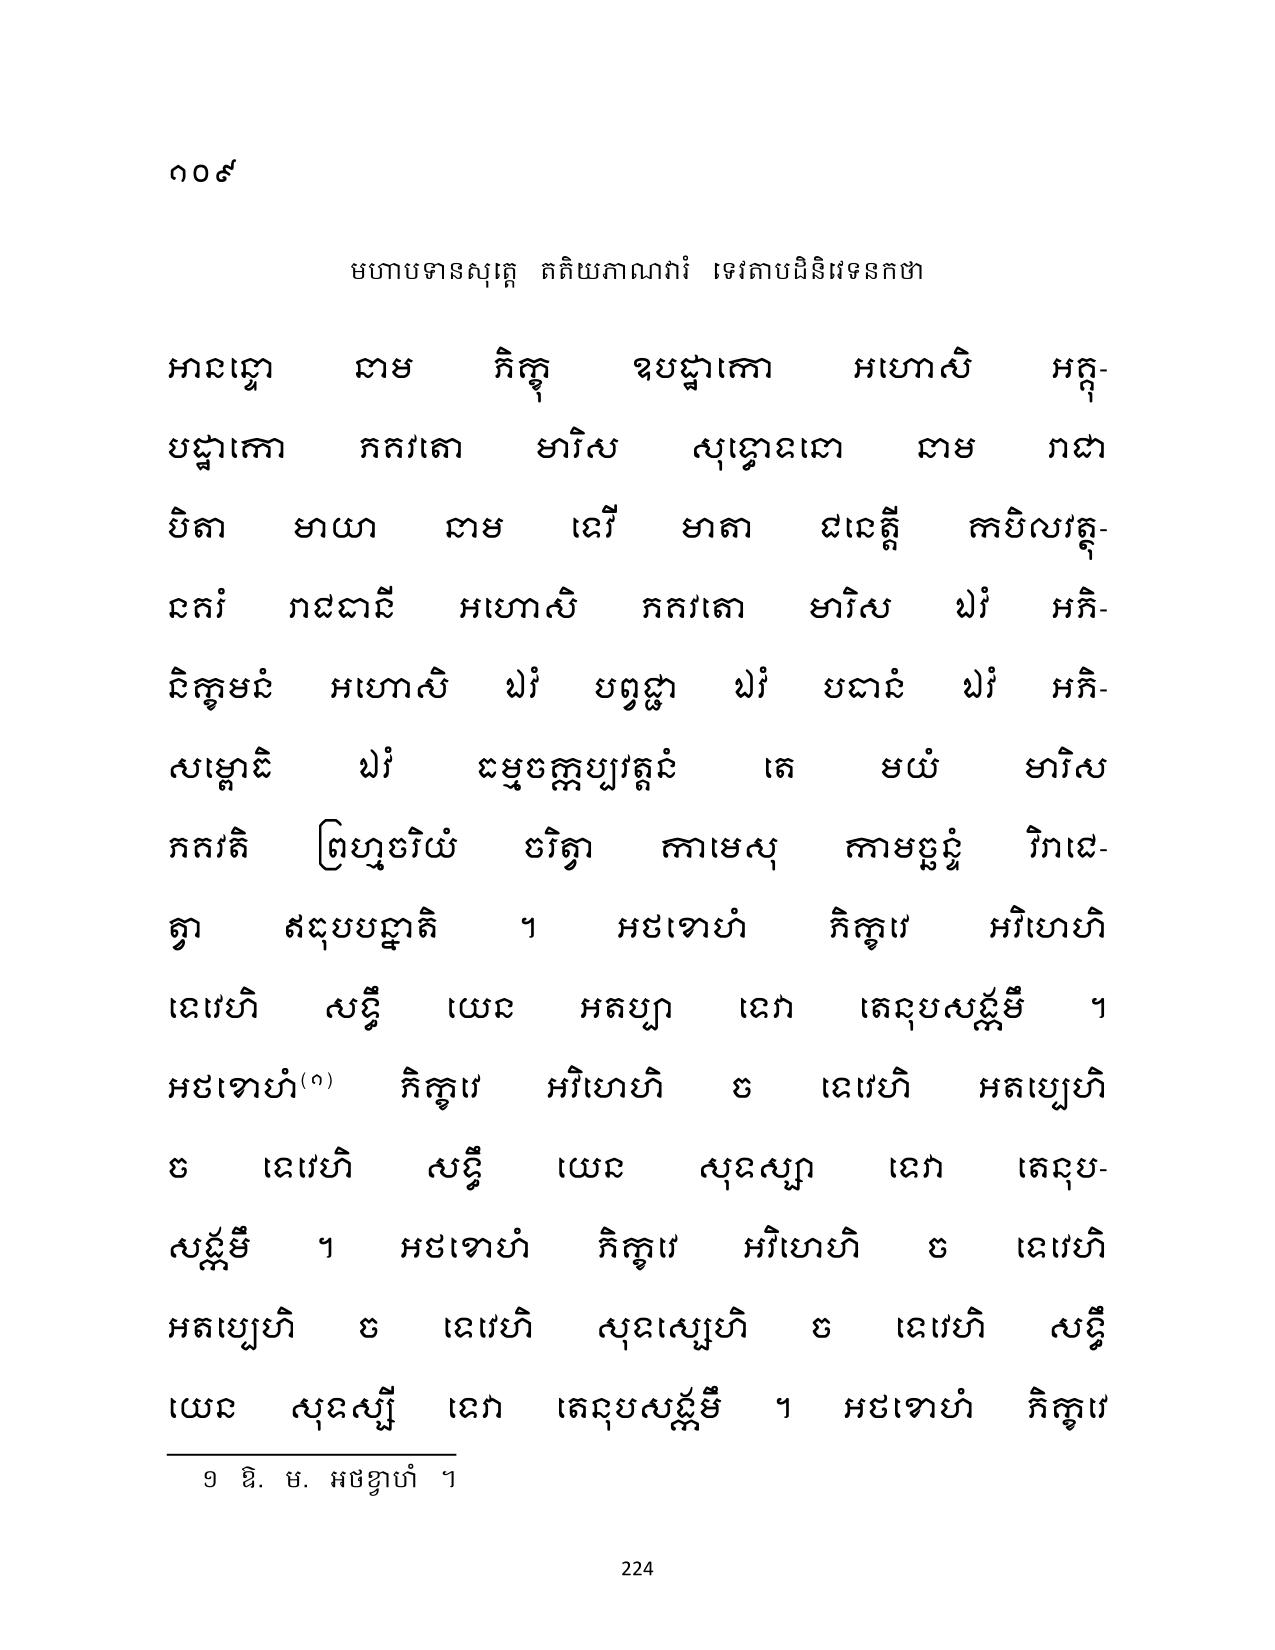 ១០៩
មហាបទានសុត្តេ តតិយភាណវារំ ទេវតាបដិនិវេទនកថា
អានន្ទោ នាម ភិក្ខុ ឧបដ្ឋាកោ អហោសិ អគ្គុ-
បដ្ឋាកោ ភគវតោ មារិស សុទ្ធោទនោ នាម រាជា
បិតា មាយា នាម ទេវី មាតា ជនេត្តី កបិលវត្ថុ-
នគរំ រាជធានី អហោសិ ភគវតោ មារិស ឯវំ អភិ-
និក្ខមនំ អហោសិ ឯវំ បព្វជ្ជា ឯវំ បធានំ ឯវំ អភិ-
សម្ពោធិ ឯវំ ធម្មចក្កប្បវត្តនំ តេ មយំ មារិស
ភគវតិ ព្រហ្មចរិយំ ចរិត្វា កាមេសុ កាមច្ឆន្ទំ វិរាជេ-
ត្វា ឥធុបបន្នាតិ ។ អថខោហំ ភិក្ខវេ អវិហេហិ
ទេវេហិ សទ្ធឹ យេន អតប្បា ទេវា តេនុបសង្កមឹ ។
អថខោហំ(១) ភិក្ខវេ អវិហេហិ ច ទេវេហិ អតប្បេហិ
ច ទេវេហិ សទ្ធឹ យេន សុទស្សា ទេវា តេនុប-
សង្កមឹ ។ អថខោហំ ភិក្ខវេ អវិហេហិ ច ទេវេហិ
អតប្បេហិ ច ទេវេហិ សុទស្សេហិ ច ទេវេហិ សទ្ធឹ
យេន សុទស្សី ទេវា តេនុបសង្កមឹ ។ អថខោហំ ភិក្ខវេ
១ ឱ. ម. អថខ្វាហំ ។
224